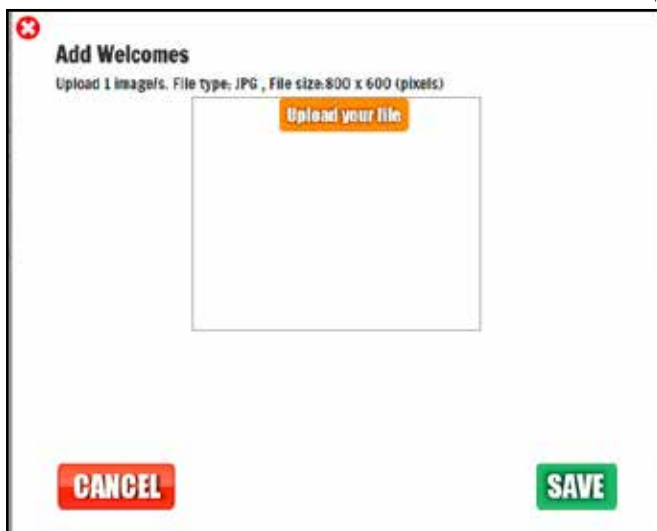 Add Welcomes
Upload 1 image/s. File type: JPG , File size:800 x 600 (pixels)
Upload your file
CANCEL
SAVE